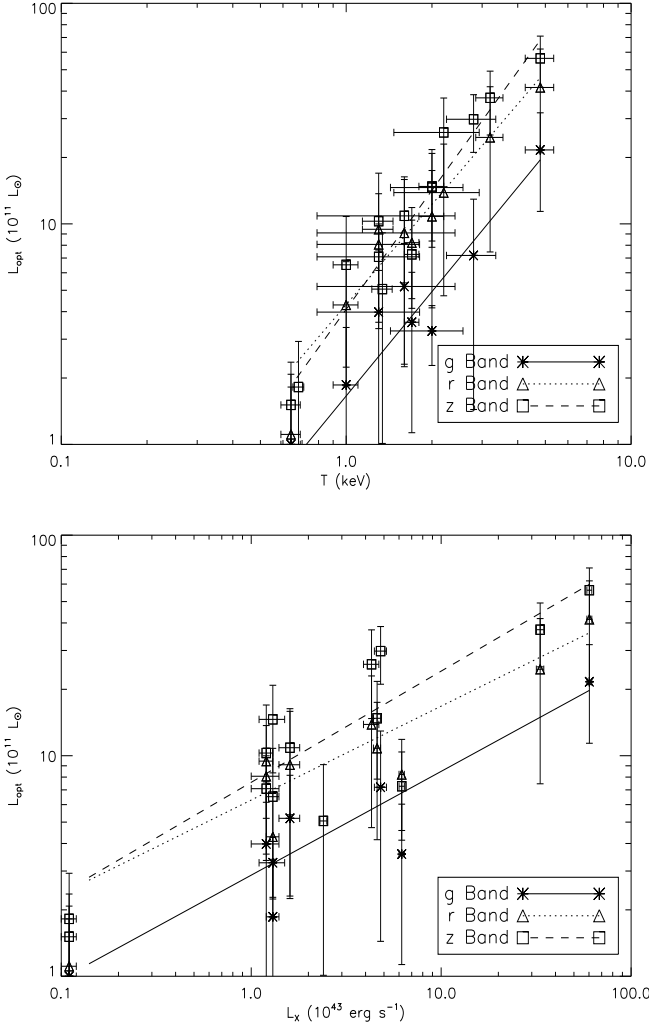 100
10
1
L_opt (10^11 L_⊙)
g Band
r Band
z Band
0.1 1.0 10.0
T (keV)
100
10
1
L_opt (10^11 L_⊙)
g Band
r Band
z Band
0.1 1.0 10.0 100.0
L_X (10^43 erg s^-1)